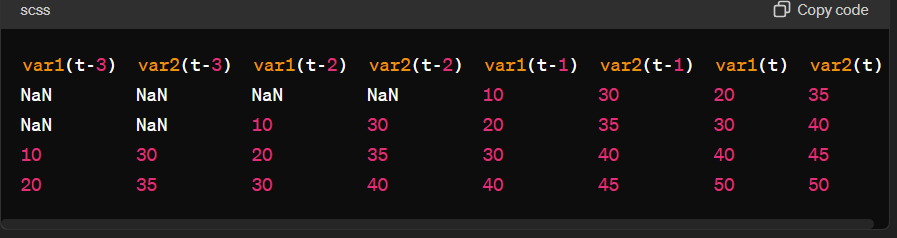 scss Copy code
var1(t-3) var2(t-3) var1(t-2) var2(t-2) var1(t-1) var2(t-1) var1(t) var2(t)
NaN NaN NaN NaN 10 30 20 35
NaN NaN 10 30 20 35 30 40
10 30 20 35 30 40 40 45
20 35 30 40 40 45 50 50